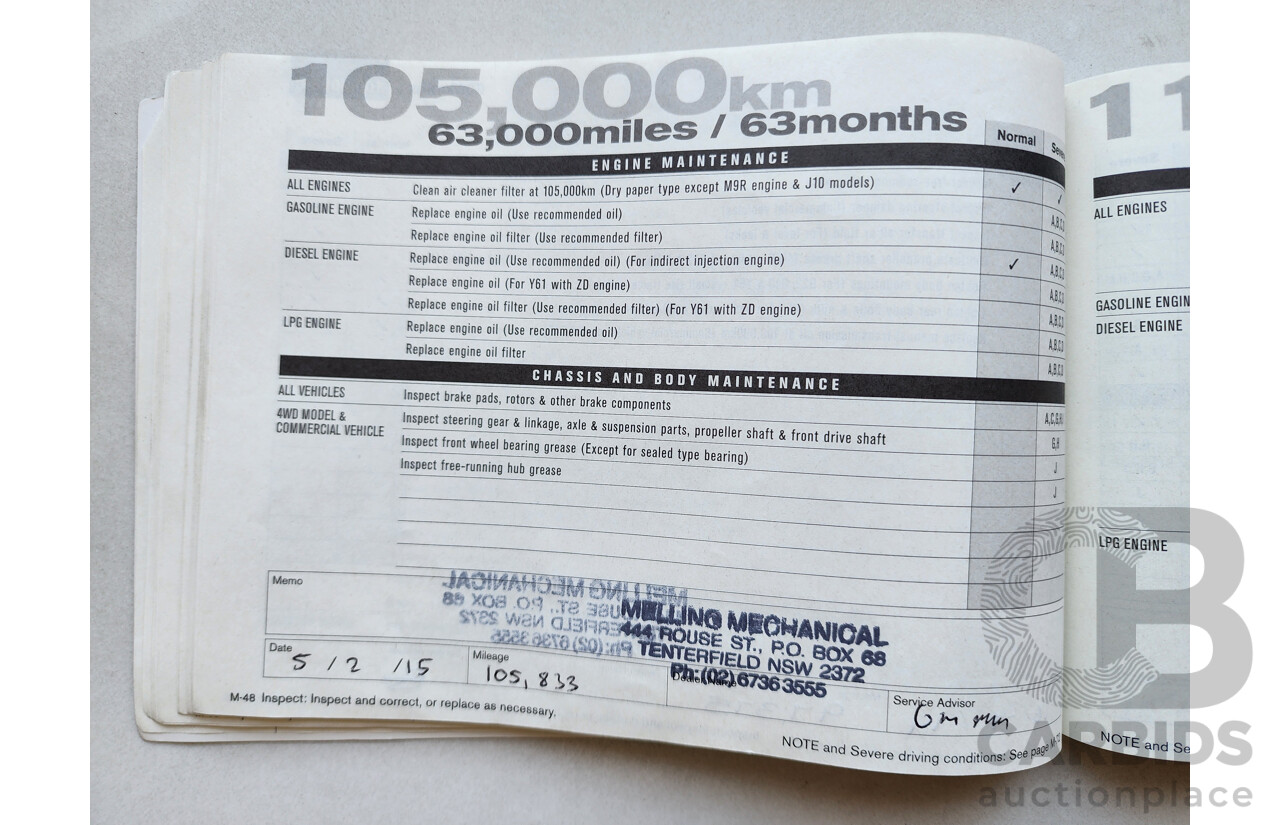 105,000km
63,000miles / 63months
Normal
ENGINE MAINTENANCE
ALL ENGINES Clean air cleaner filter at 105,000km (Dry paper type except M9R engine & J10 models) ✓ ✓
GASOLINE ENGINE Replace engine oil (Use recommended oil)
Replace engine oil filter (Use recommended filter)
DIESEL ENGINE Replace engine oil (Use recommended oil) (For indirect injection engine) ✓
Replace engine oil (For Y61 with ZD engine)
Replace engine oil filter (Use recommended filter) (For Y61 with ZD engine)
LPG ENGINE Replace engine oil (Use recommended oil)
Replace engine oil filter
CHASSIS AND BODY MAINTENANCE
ALL VEHICLES Inspect brake pads, rotors & other brake components
4WD MODEL &
COMMERCIAL VEHICLE Inspect steering gear & linkage, axle & suspension parts, propeller shaft & front drive shaft G,H
Inspect front wheel bearing grease (Except for sealed type bearing) J
Inspect free-running hub grease J
Memo
MELLING MECHANICAL
444 ROUSE ST., P.O. BOX 68
TENTERFIELD NSW 2372
Ph: (02) 6736 3555
Date 5 / 2 /15
Mileage 105,833
Dealer Name
Service Advisor
M-48 Inspect: Inspect and correct, or replace as necessary.
NOTE and Severe driving conditions: See page
11
ALL ENGINES
GASOLINE ENGIN
DIESEL ENGINE
LPG ENGINE
NOTE and Se
CB
CARBIDS
auctionplace